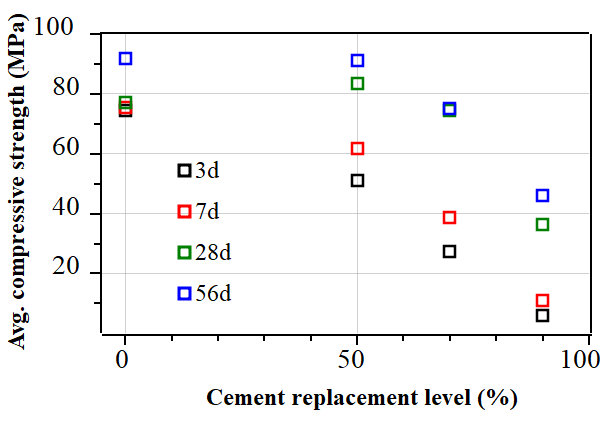 Avg. compressive strength (MPa)
100
80
60
40
20
3d
7d
28d
56d
0
50
100
Cement replacement level (%)